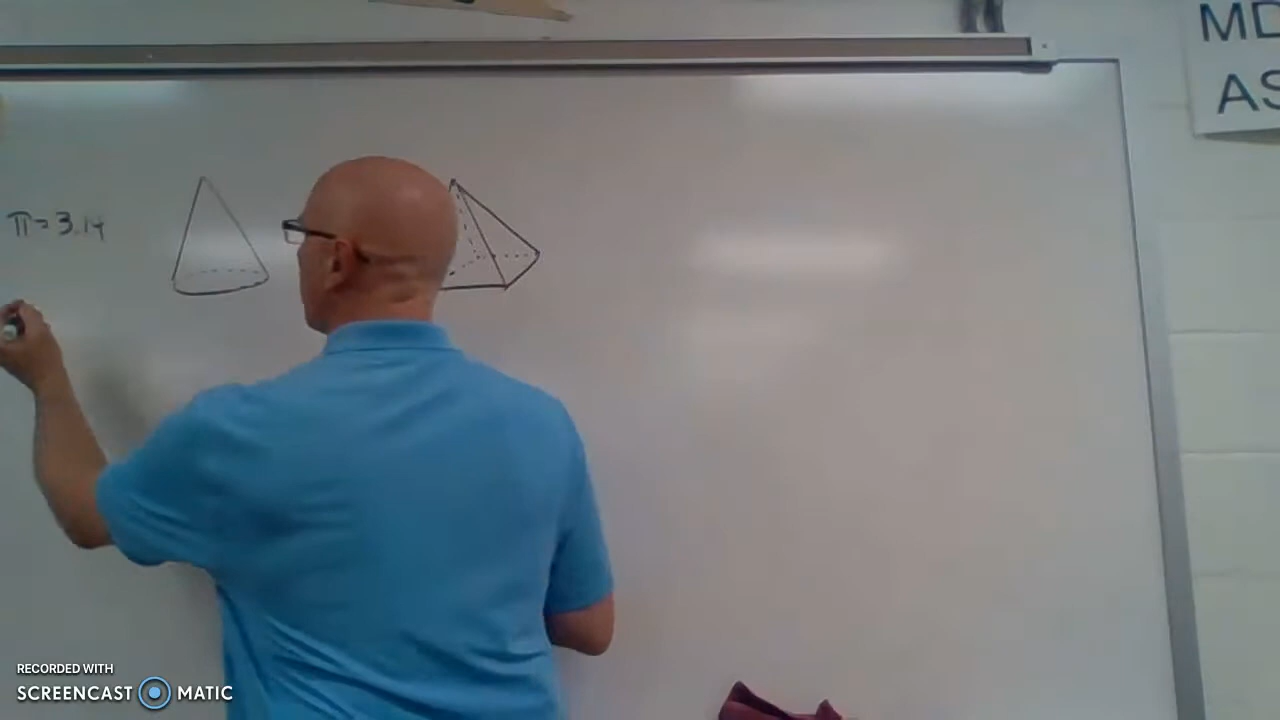 MD
AS
π=3.14
RECORDED WITH
SCREENCAST MATIC